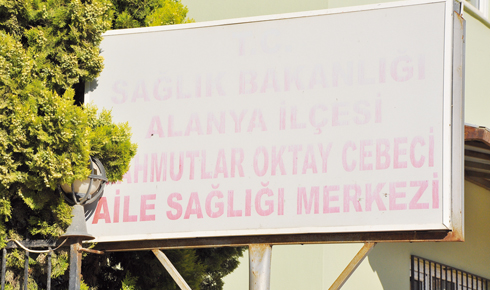 T.C.
SAĞLIK BAKANLIĞI
ALANYA İLÇESİ
MAHMUTLAR OKTAY CEBECİ
AİLE SAĞLIĞI MERKEZİ